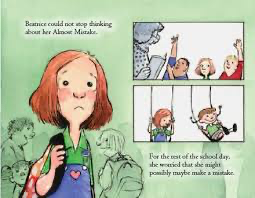 Beatrice could not stop thinking
about her Almost Mistake.
For the rest of the school day,
she worried that she might
possibly maybe make a mistake.